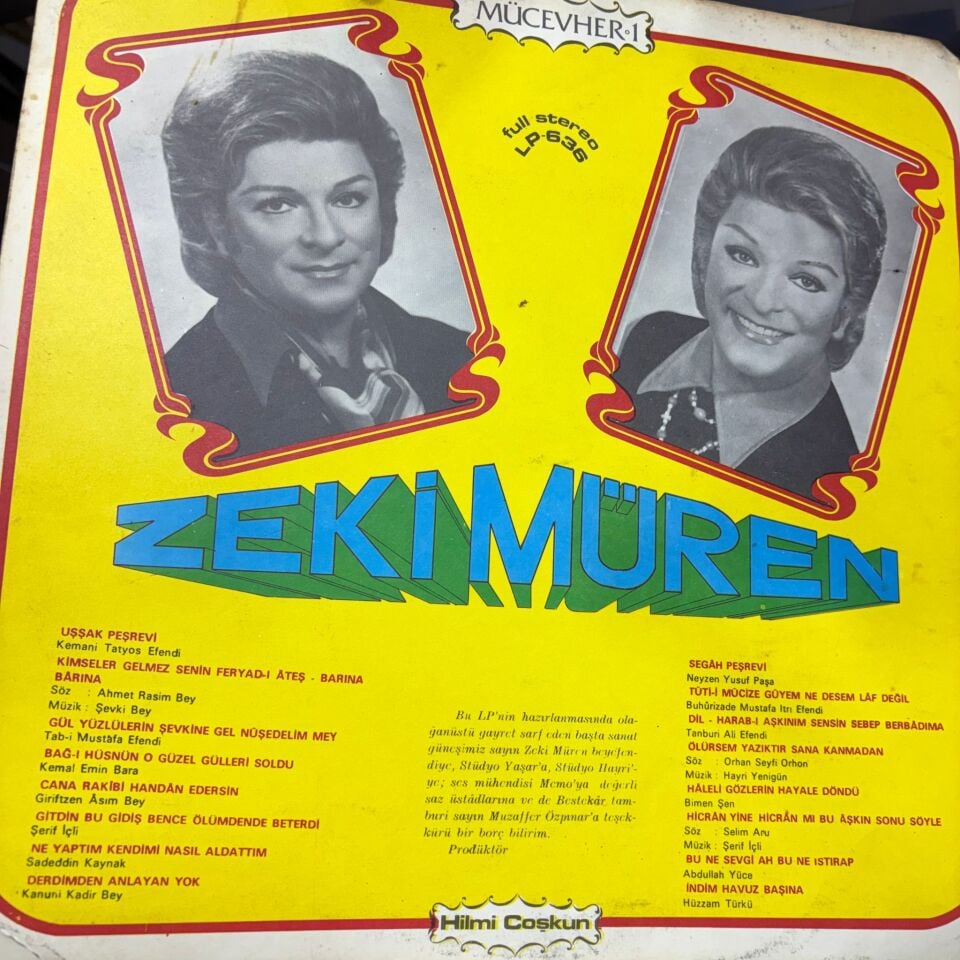 MÜCEVHER·1
full stereo
LP-636
ZEKİ MÜREN
UŞŞAK PEŞREVİ
Kemani Tatyos Efendi
KİMSELER GELMEZ SENİN FERYAD-I ÂTEŞ - BARINA
BÂRINA
Söz : Ahmet Rasim Bey
Müzik : Şevki Bey
GÜL YÜZLÜLERİN ŞEVKİNE GEL NÛŞEDELİM MEY
Tab-i Mustâfa Efendi
BAĞ-I HÜSNÜN O GÜZEL GÜLLERİ SOLDU
Kemal Emin Bara
CANA RAKİBİ HANDÂN EDERSİN
Giriftzen Âsım Bey
GİTDİN BU GİDİŞ BENCE ÖLÜMDENDE BETERDİ
Şerif İçli
NE YAPTIM KENDİMİ NASIL ALDATTIM
Sadeddin Kaynak
DERDİMDEN ANLAYAN YOK
Kanuni Kadir Bey
Bu LP'nin hazırlanmasında ola-
ğanüstü gayret sarf eden başta sanat
güneşimiz sayın Zeki Müren beyefen-
diye, Stüdyo Yaşar'a, Stüdyo Hayri'-
ye; ses mühendisi Memo'ya değerli
saz üstâdlarına ve de Bestekâr tam-
buri sayın Muzaffer Özpınar'a teşek-
kürü bir borç bilirim.
Prodüktör
SEGÂH PEŞREVİ
Neyzen Yusuf Paşa
TÛTİ-İ MÛCİZE GÛYEM NE DESEM LÂF DEĞİL
Buhûrizade Mustafa Itrı Efendi
DİL - HARAB-I AŞKINIM SENSİN SEBEP BERBÂDIMA
Tanburi Ali Efendi
ÖLÜRSEM YAZIKTIR SANA KANMADAN
Söz : Orhan Seyfi Orhon
Müzik : Hayri Yenigün
HÂLELİ GÖZLERİN HAYALE DÖNDÜ
Bimen Şen
HİCRÂN YİNE HİCRÂN MI BU ÂŞKIN SONU SÖYLE
Söz : Selim Aru
Müzik : Şerif İçli
BU NE SEVGİ AH BU NE ISTIRAP
Abdullah Yüce
İNDİM HAVUZ BAŞINA
Hüzzam Türkü
Hilmi Coşkun